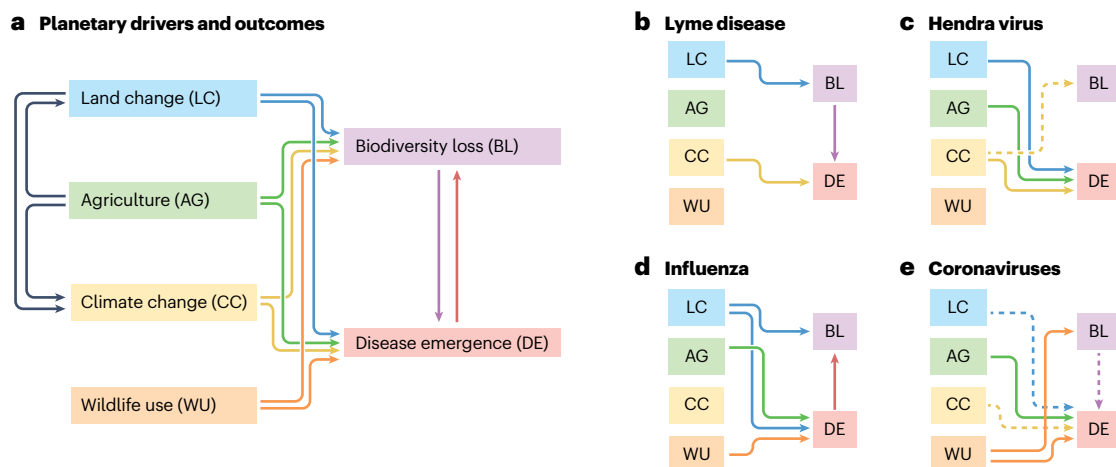 a Planetary drivers and outcomes
Land change (LC)
Agriculture (AG)
Climate change (CC)
Wildlife use (WU)
Biodiversity loss (BL)
Disease emergence (DE)
b Lyme disease
LC
AG
CC
WU
BL
DE
c Hendra virus
LC
AG
CC
WU
BL
DE
d Influenza
LC
AG
CC
WU
BL
DE
e Coronaviruses
LC
AG
CC
WU
BL
DE